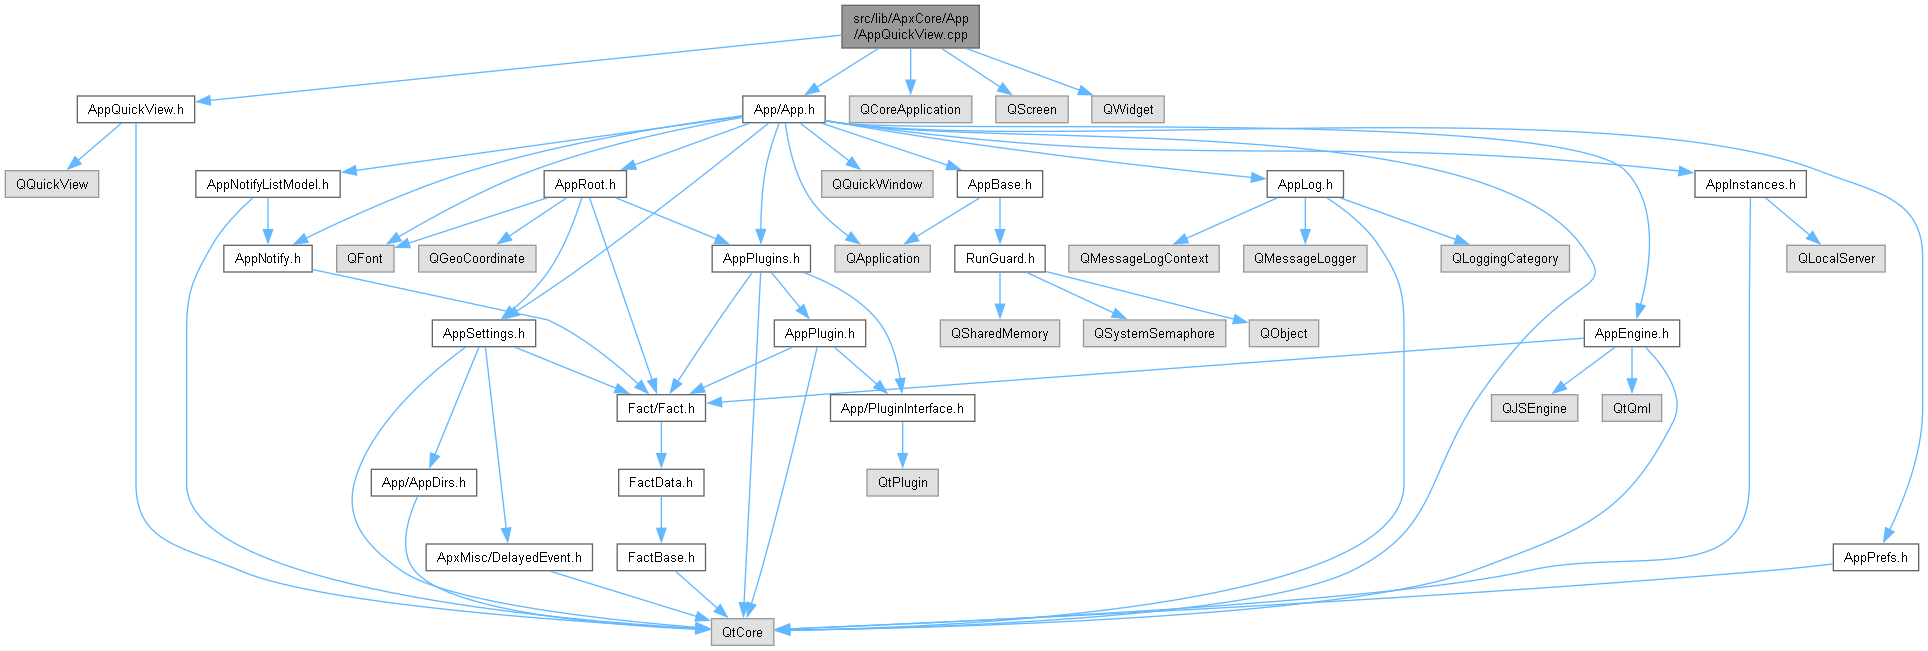 src/lib/ApxCore/App
/AppQuickView.cpp
AppQuickView.h
App/App.h
QCoreApplication
QScreen
QWidget
QQuickView
AppNotifyListModel.h
AppRoot.h
QQuickWindow
AppBase.h
AppLog.h
AppInstances.h
AppNotify.h
QFont
QGeoCoordinate
AppPlugins.h
QApplication
RunGuard.h
QMessageLogContext
QMessageLogger
QLoggingCategory
QLocalServer
AppSettings.h
AppPlugin.h
QSharedMemory
QSystemSemaphore
QObject
AppEngine.h
Fact/Fact.h
App/PluginInterface.h
QJSEngine
QtQml
App/AppDirs.h
FactData.h
QtPlugin
ApxMisc/DelayedEvent.h
FactBase.h
AppPrefs.h
QtCore